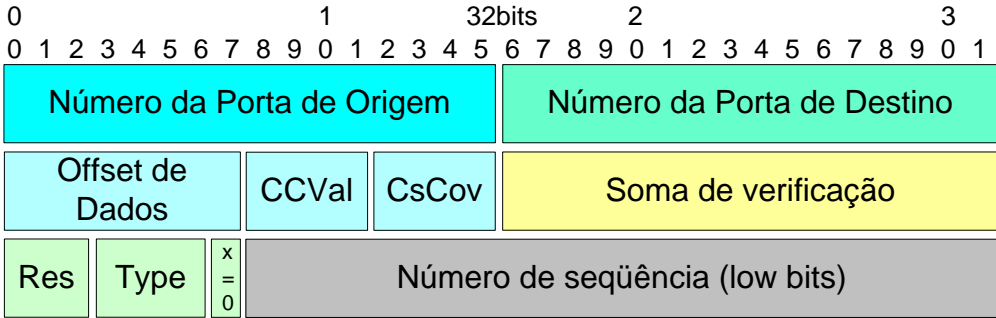 0 1 32bits 2 3
0 1 2 3 4 5 6 7 8 9 0 1 2 3 4 5 6 7 8 9 0 1 2 3 4 5 6 7 8 9 0 1
Número da Porta de Origem Número da Porta de Destino
Offset de
Dados
CCVal CsCov Soma de verificação
Res Type x
=
0
Número de seqüência (low bits)